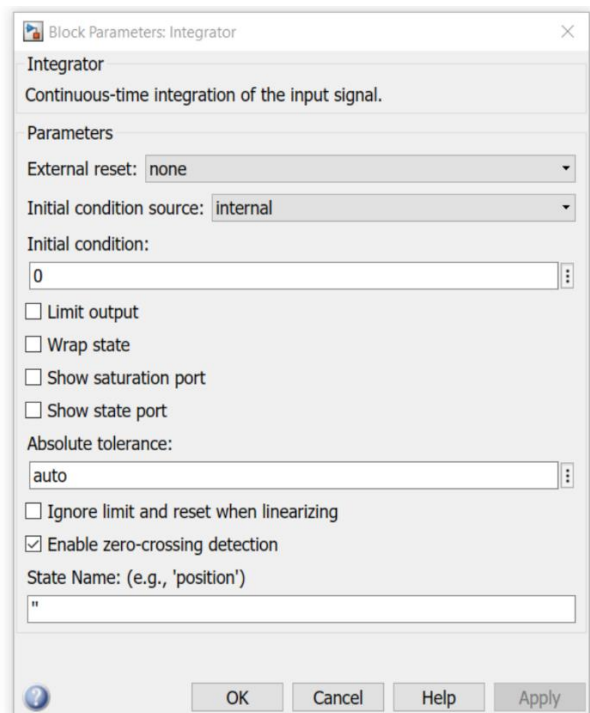 Block Parameters: Integrator
Integrator
Continuous-time integration of the input signal.
Parameters
External reset: none
Initial condition source: internal
Initial condition:
0
Limit output
Wrap state
Show saturation port
Show state port
Absolute tolerance:
auto
Ignore limit and reset when linearizing
Enable zero-crossing detection
State Name: (e.g., 'position')
''
OK Cancel Help Apply